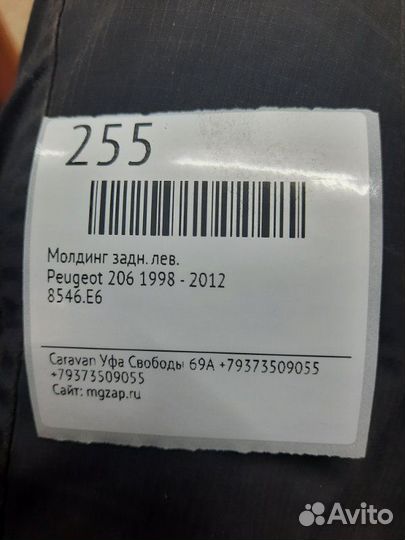 255
Молдинг задн. лев.
Peugeot 206 1998 - 2012
8546.E6
Caravan Уфа Свободы 69А +79373509055
+79373509055
Сайт: mgzap.ru
Avito